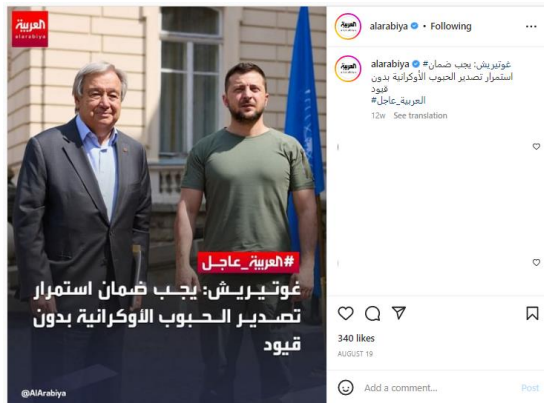 العربية
alarabiya
#العربية_عاجل
غوتيريش: يجب ضمان استمرار
تصدير الحبوب الأوكرانية بدون
قيود
@AlArabiya
alarabiya • Following
alarabiya #غوتيريش: يجب ضمان
استمرار تصدير الحبوب الأوكرانية بدون
قيود
#العربية_عاجل
12w See translation
340 likes
AUGUST 19
Add a comment...
Post